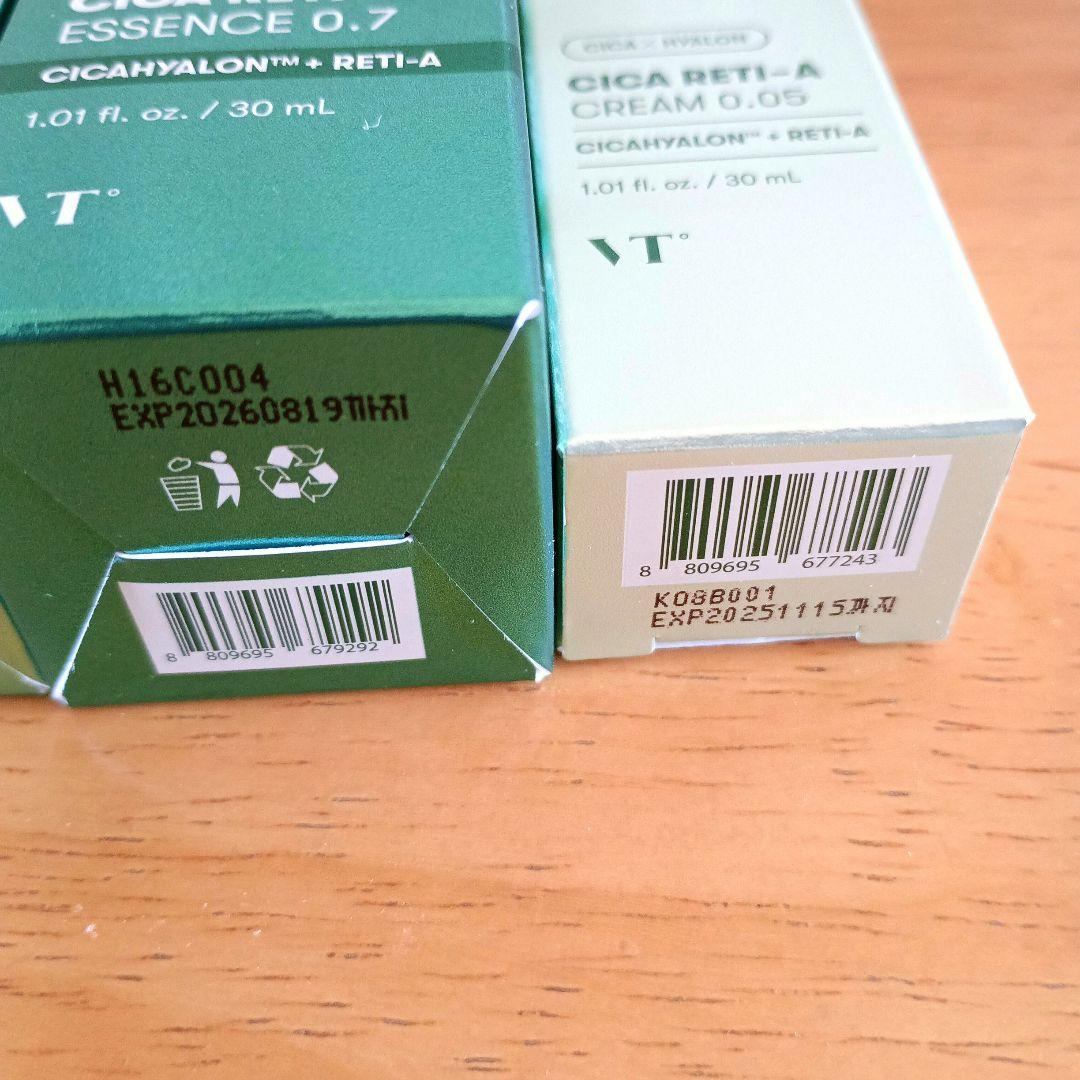 CICA RETI-A
ESSENCE 0.7
CICAHYALON™ + RETI-A
1.01 fl. oz. / 30 mL
VT
H16C004
EXP20260819까지
8 809695 679292
CICA × HYALON
CICA RETI-A
CREAM 0.05
CICAHYALON™ + RETI-A
1.01 fl. oz. / 30 mL
VT
8 809695 677243
K08B001
EXP20251115까지